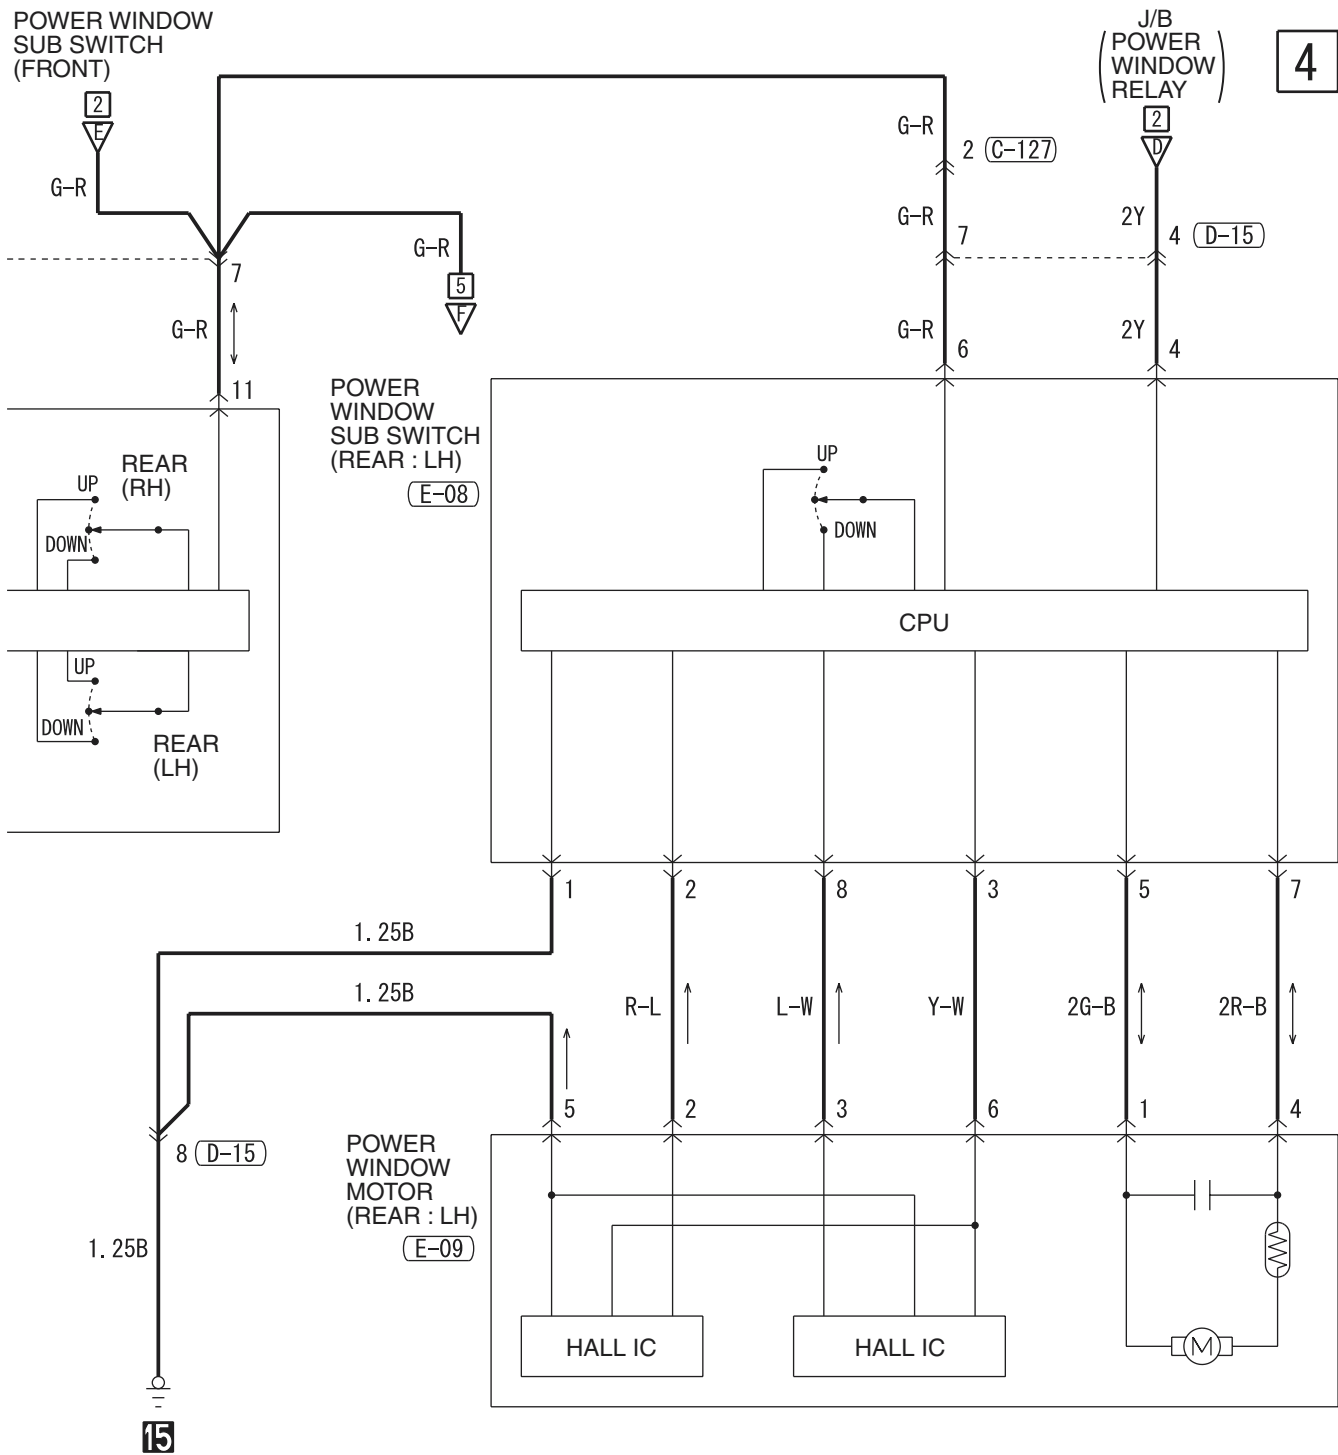 POWER WINDOW
SUB SWITCH
(FRONT)
J/B
(POWER
WINDOW
RELAY)
4
2
E
2
D
G-R
G-R
2 (C-127)
G-R
G-R
7
2Y
4 (D-15)
7
5
F
G-R
G-R
6
2Y
4
11
POWER
WINDOW
SUB SWITCH
(REAR : LH)
E-08
REAR
(RH)
UP
DOWN
UP
DOWN
CPU
UP
DOWN
REAR
(LH)
1
2
8
3
5
7
1.25B
1.25B
R-L
L-W
Y-W
2G-B
2R-B
5
2
3
6
1
4
8 (D-15)
POWER
WINDOW
MOTOR
(REAR : LH)
E-09
1.25B
HALL IC
HALL IC
M
15